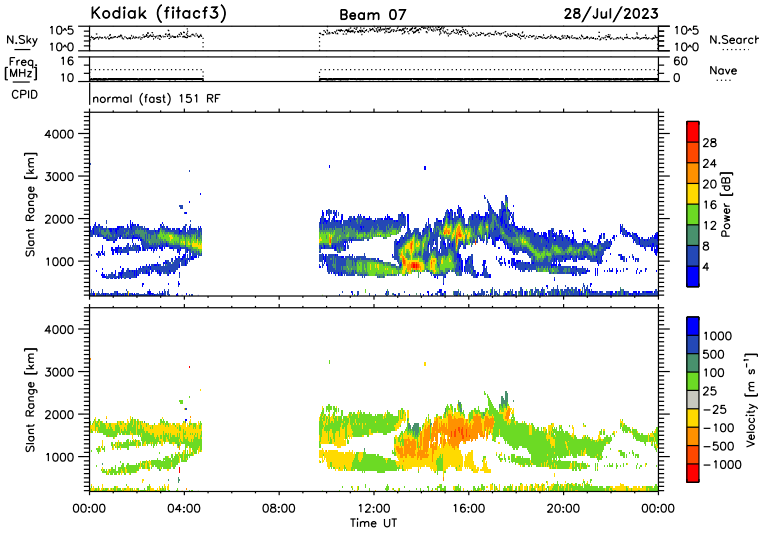 Kodiak (fitacf3) Beam 07 28/Jul/2023
N.Sky 10^5 10^0 10^5 10^0 N.Search
Freq. [MHz] 16 10 60 0 Nave
CPID normal (fast) 151 RF
Slant Range [km] 4000 3000 2000 1000
28 24 20 16 12 8 4 Power [dB]
Slant Range [km] 4000 3000 2000 1000
1000 500 100 25 −25 −100 −500 −1000 Velocity [m s⁻¹]
00:00 04:00 08:00 12:00 16:00 20:00 00:00
Time UT